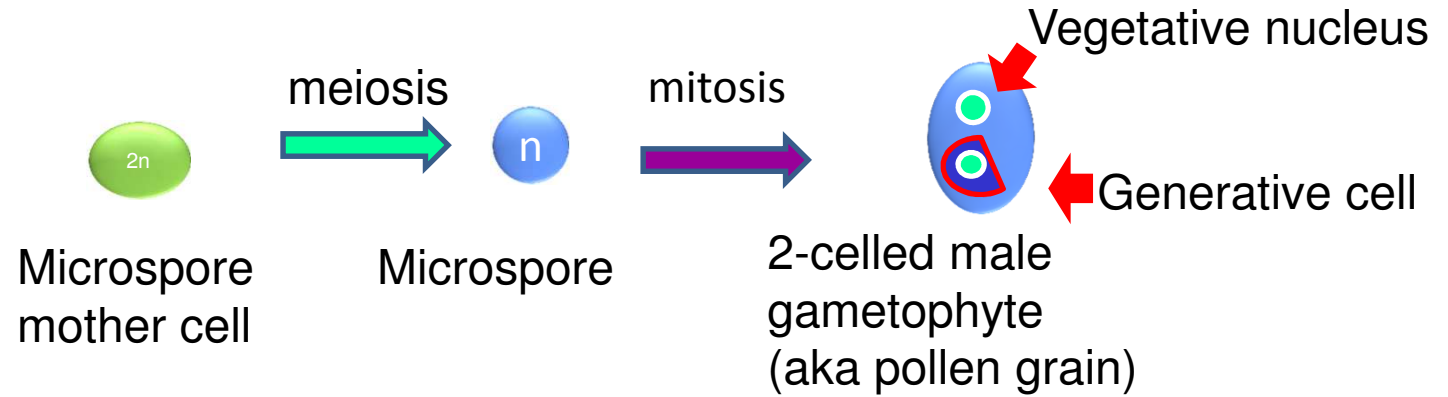 Vegetative nucleus
meiosis
mitosis
2n
n
Generative cell
Microspore
mother cell
Microspore
2-celled male
gametophyte
(aka pollen grain)